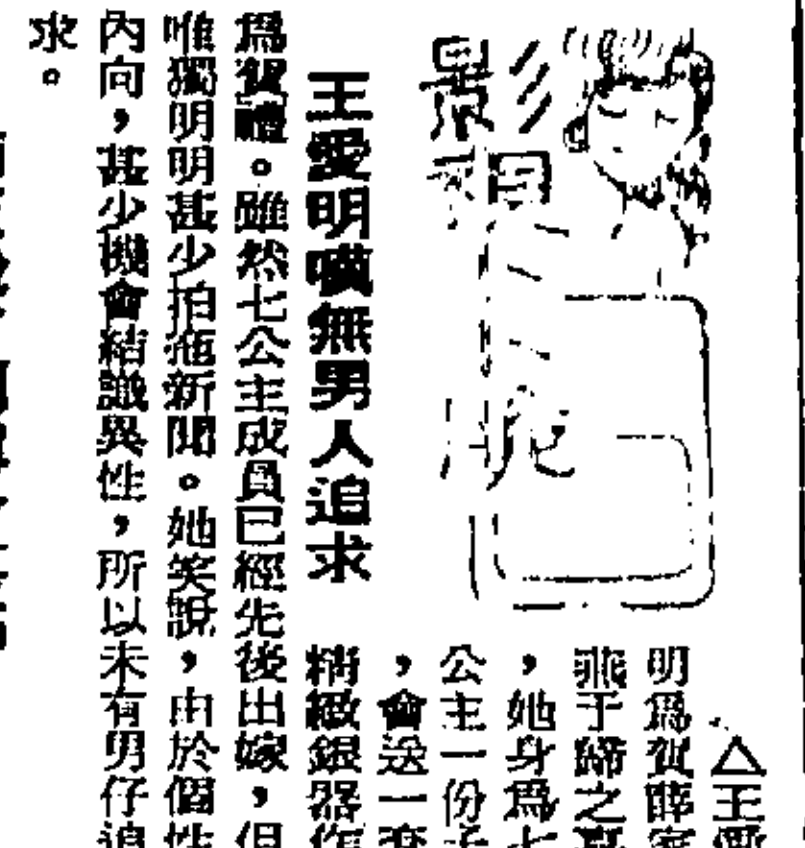 王愛明嘆無男人追求
△王愛
明爲賀薛家
燕于歸之喜
，她身爲七
公主一份子
，會送一套
精緻銀器作
爲賀禮。雖然七公主成員已經先後出嫁，但
唯獨明明甚少拍拖新聞。她笑說，由於個性
內向，甚少機會結識異性，所以未有男仔追
求。